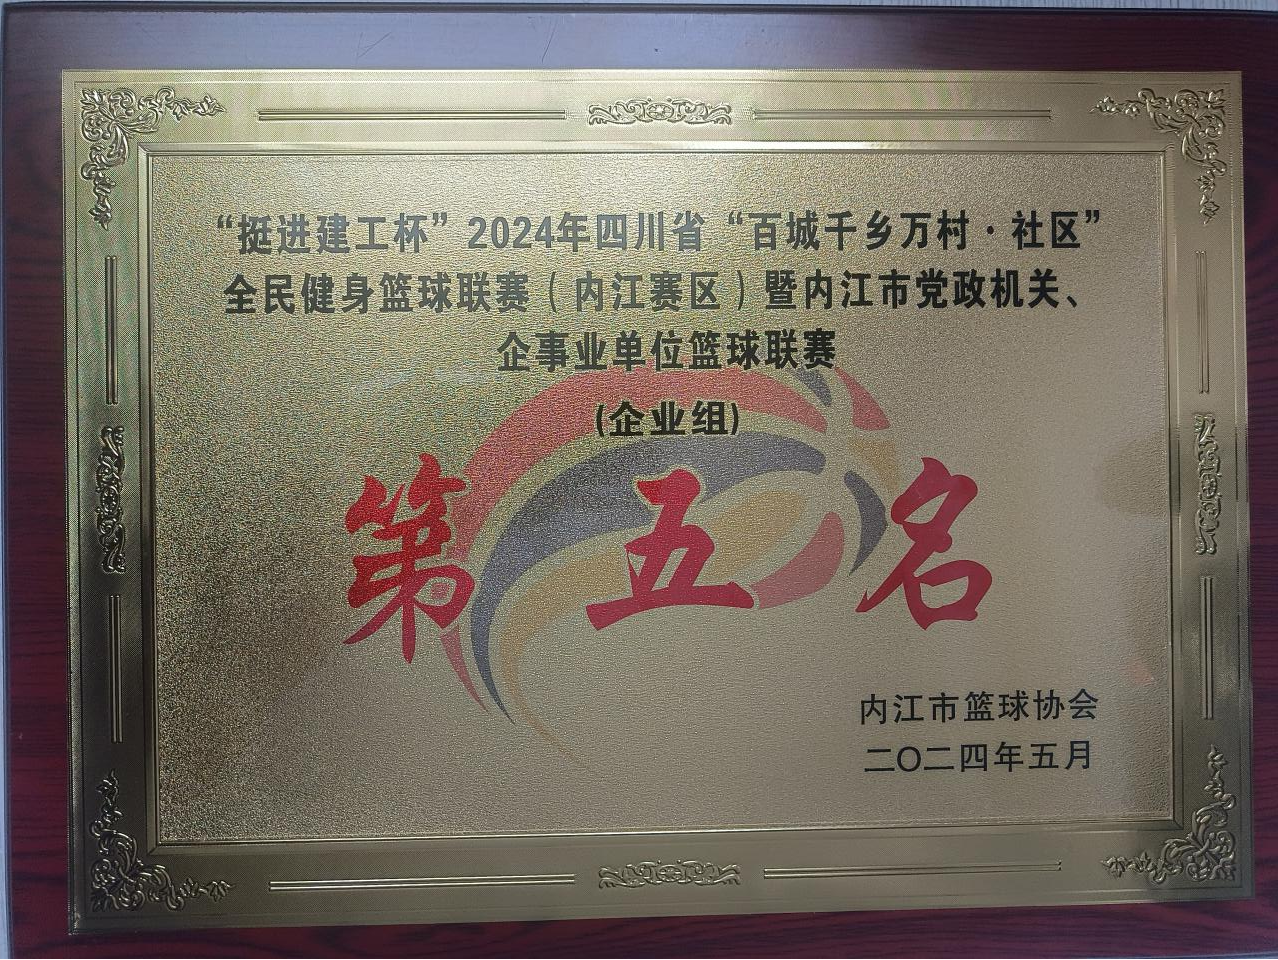 “挺进建工杯”2024年四川省“百城千乡万村·社区”
全民健身篮球联赛(内江赛区)暨内江市党政机关、
企事业单位篮球联赛
(企业组)
第五名
内江市篮球协会
二〇二四年五月